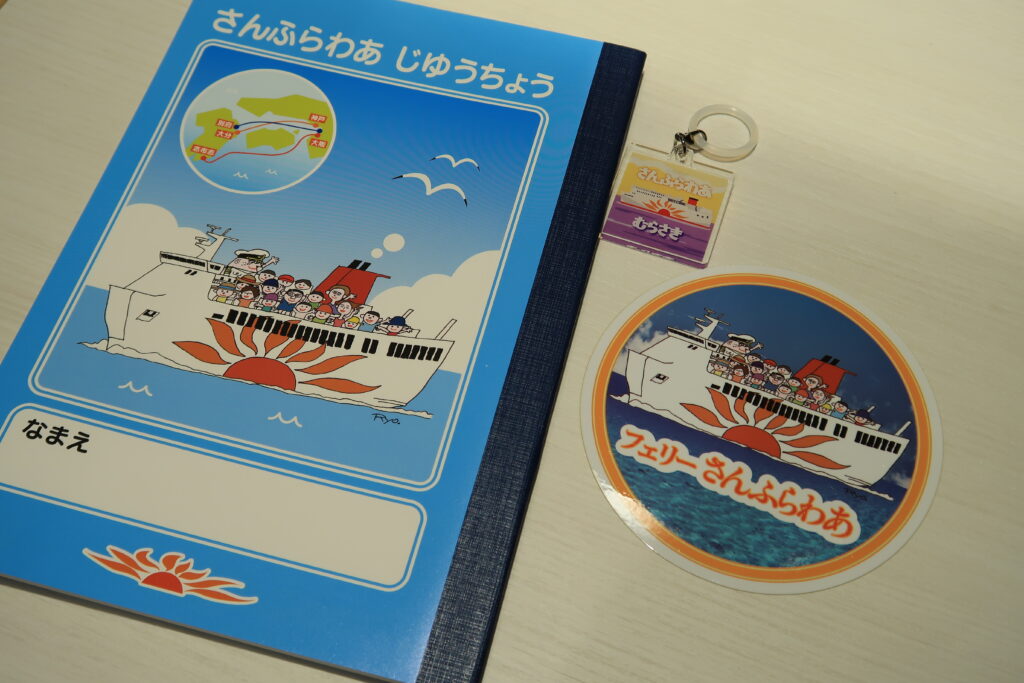 さんふらわあ じゆうちょう
別府
大分
志布志
神戸
大阪
Ryo.
なまえ
さんふらわあ
むらさき
フェリー さんふらわあ
Ryo.